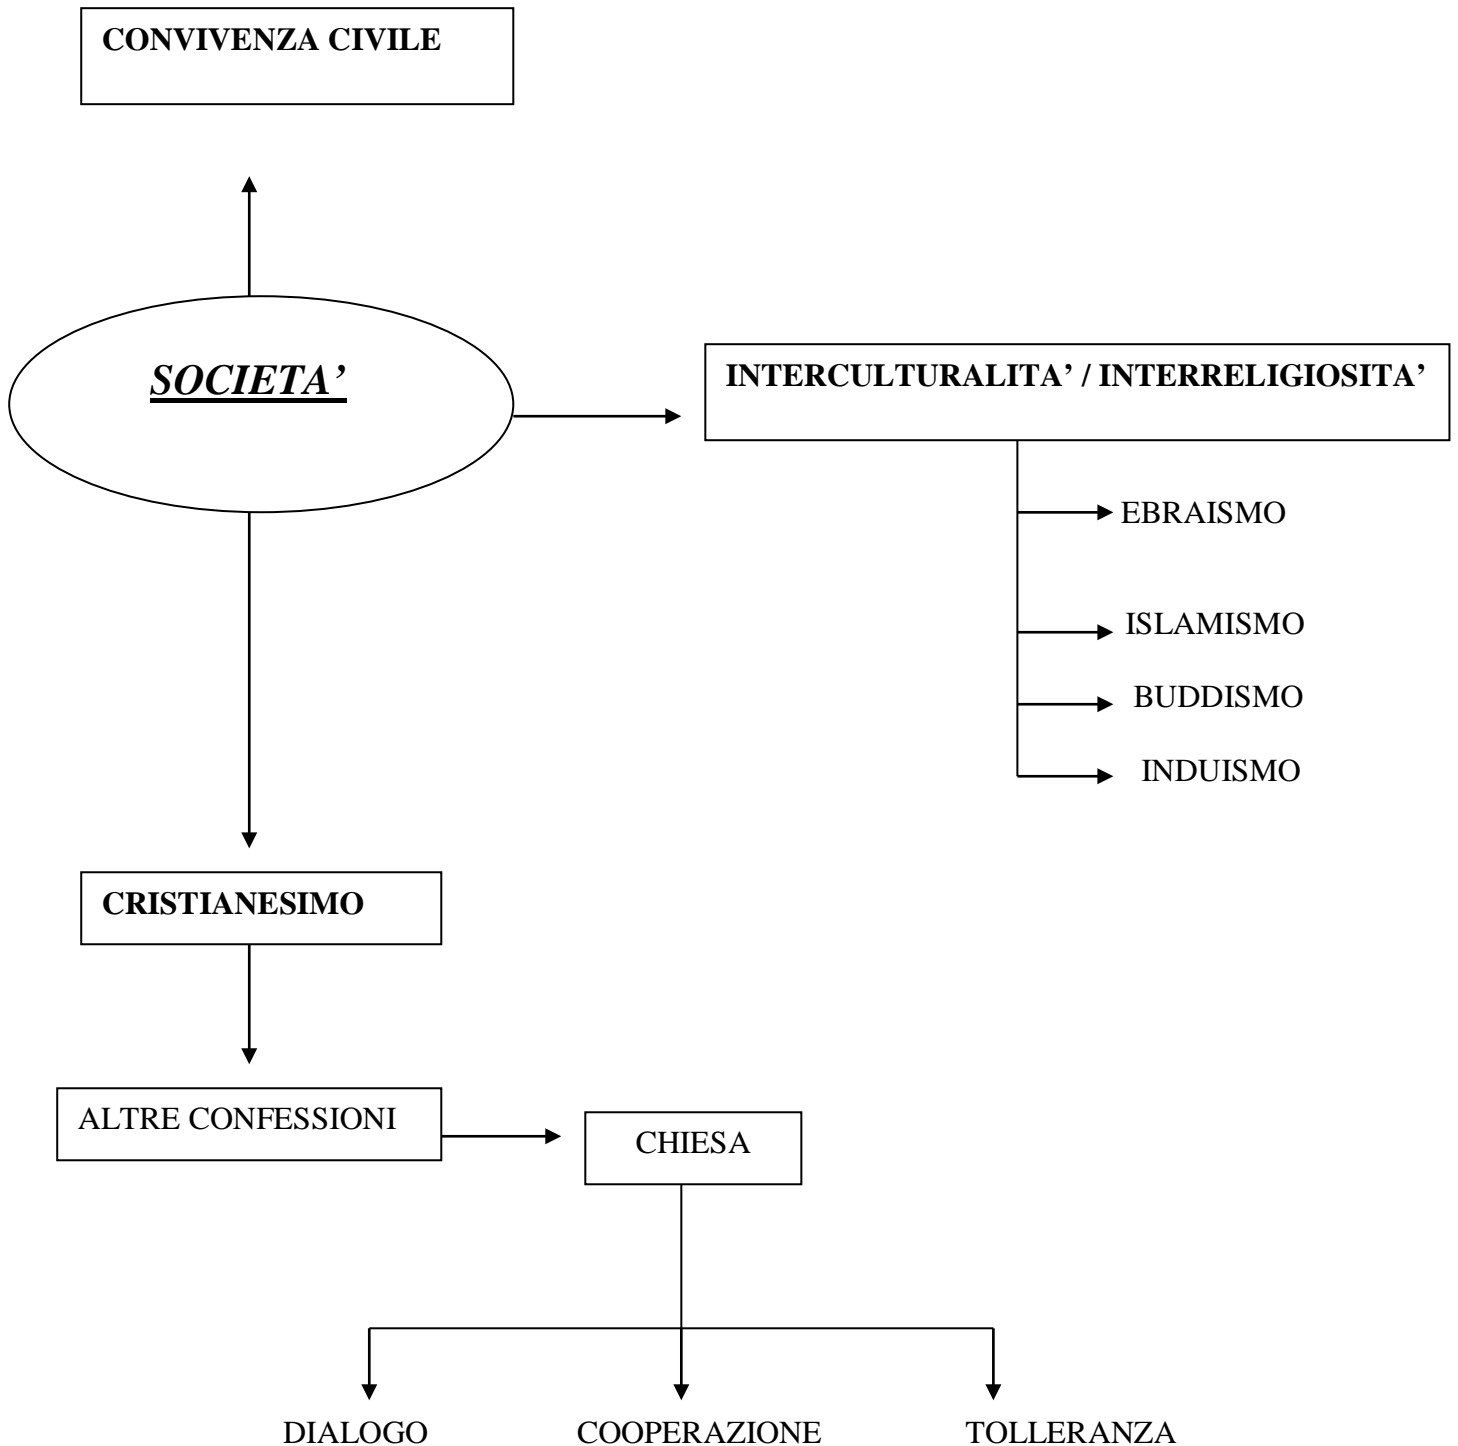 CONVIVENZA CIVILE
SOCIETA’
INTERCULTURALITA’ / INTERRELIGIOSITA’
EBRAISMO
ISLAMISMO
BUDDISMO
INDUISMO
CRISTIANESIMO
ALTRE CONFESSIONI
CHIESA
DIALOGO
COOPERAZIONE
TOLLERANZA